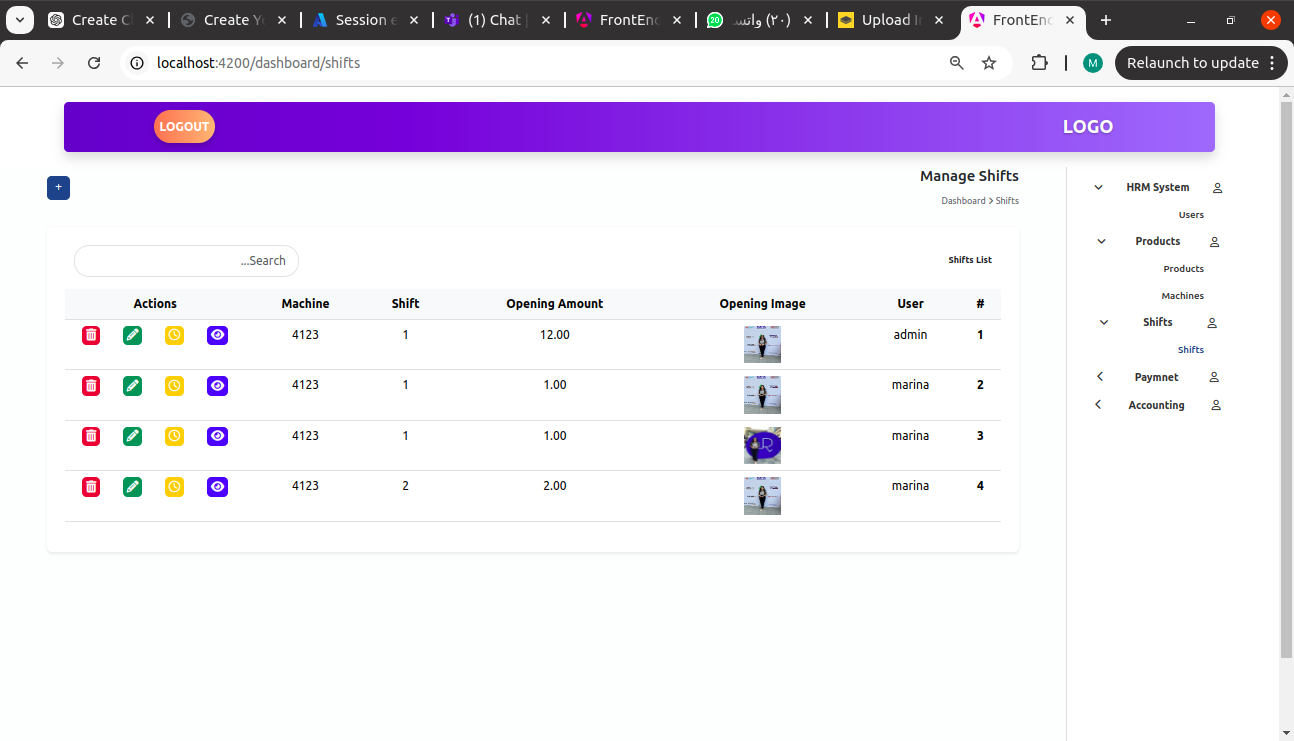 Create C
Create Yo
Session e
(1) Chat |
FrontEnd
(٢٠) واتس
Upload In
FrontEnd
localhost:4200/dashboard/shifts
M
Relaunch to update
LOGOUT
LOGO
+
Manage Shifts
Dashboard > Shifts
...Search
Shifts List
Actions Machine Shift Opening Amount Opening Image User #
4123 1 12.00 admin 1
4123 1 1.00 marina 2
4123 1 1.00 marina 3
4123 2 2.00 marina 4
HRM System
Users
Products
Products
Machines
Shifts
Shifts
Paymnet
Accounting